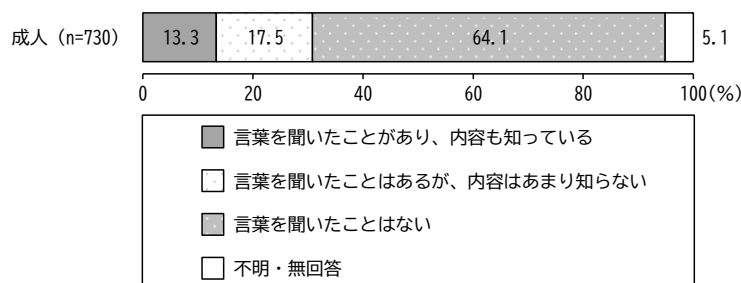 成人（n=730） 13.3 17.5 64.1 5.1
0 20 40 60 80 100(%)
言葉を聞いたことがあり、内容も知っている
言葉を聞いたことはあるが、内容はあまり知らない
言葉を聞いたことはない
不明・無回答